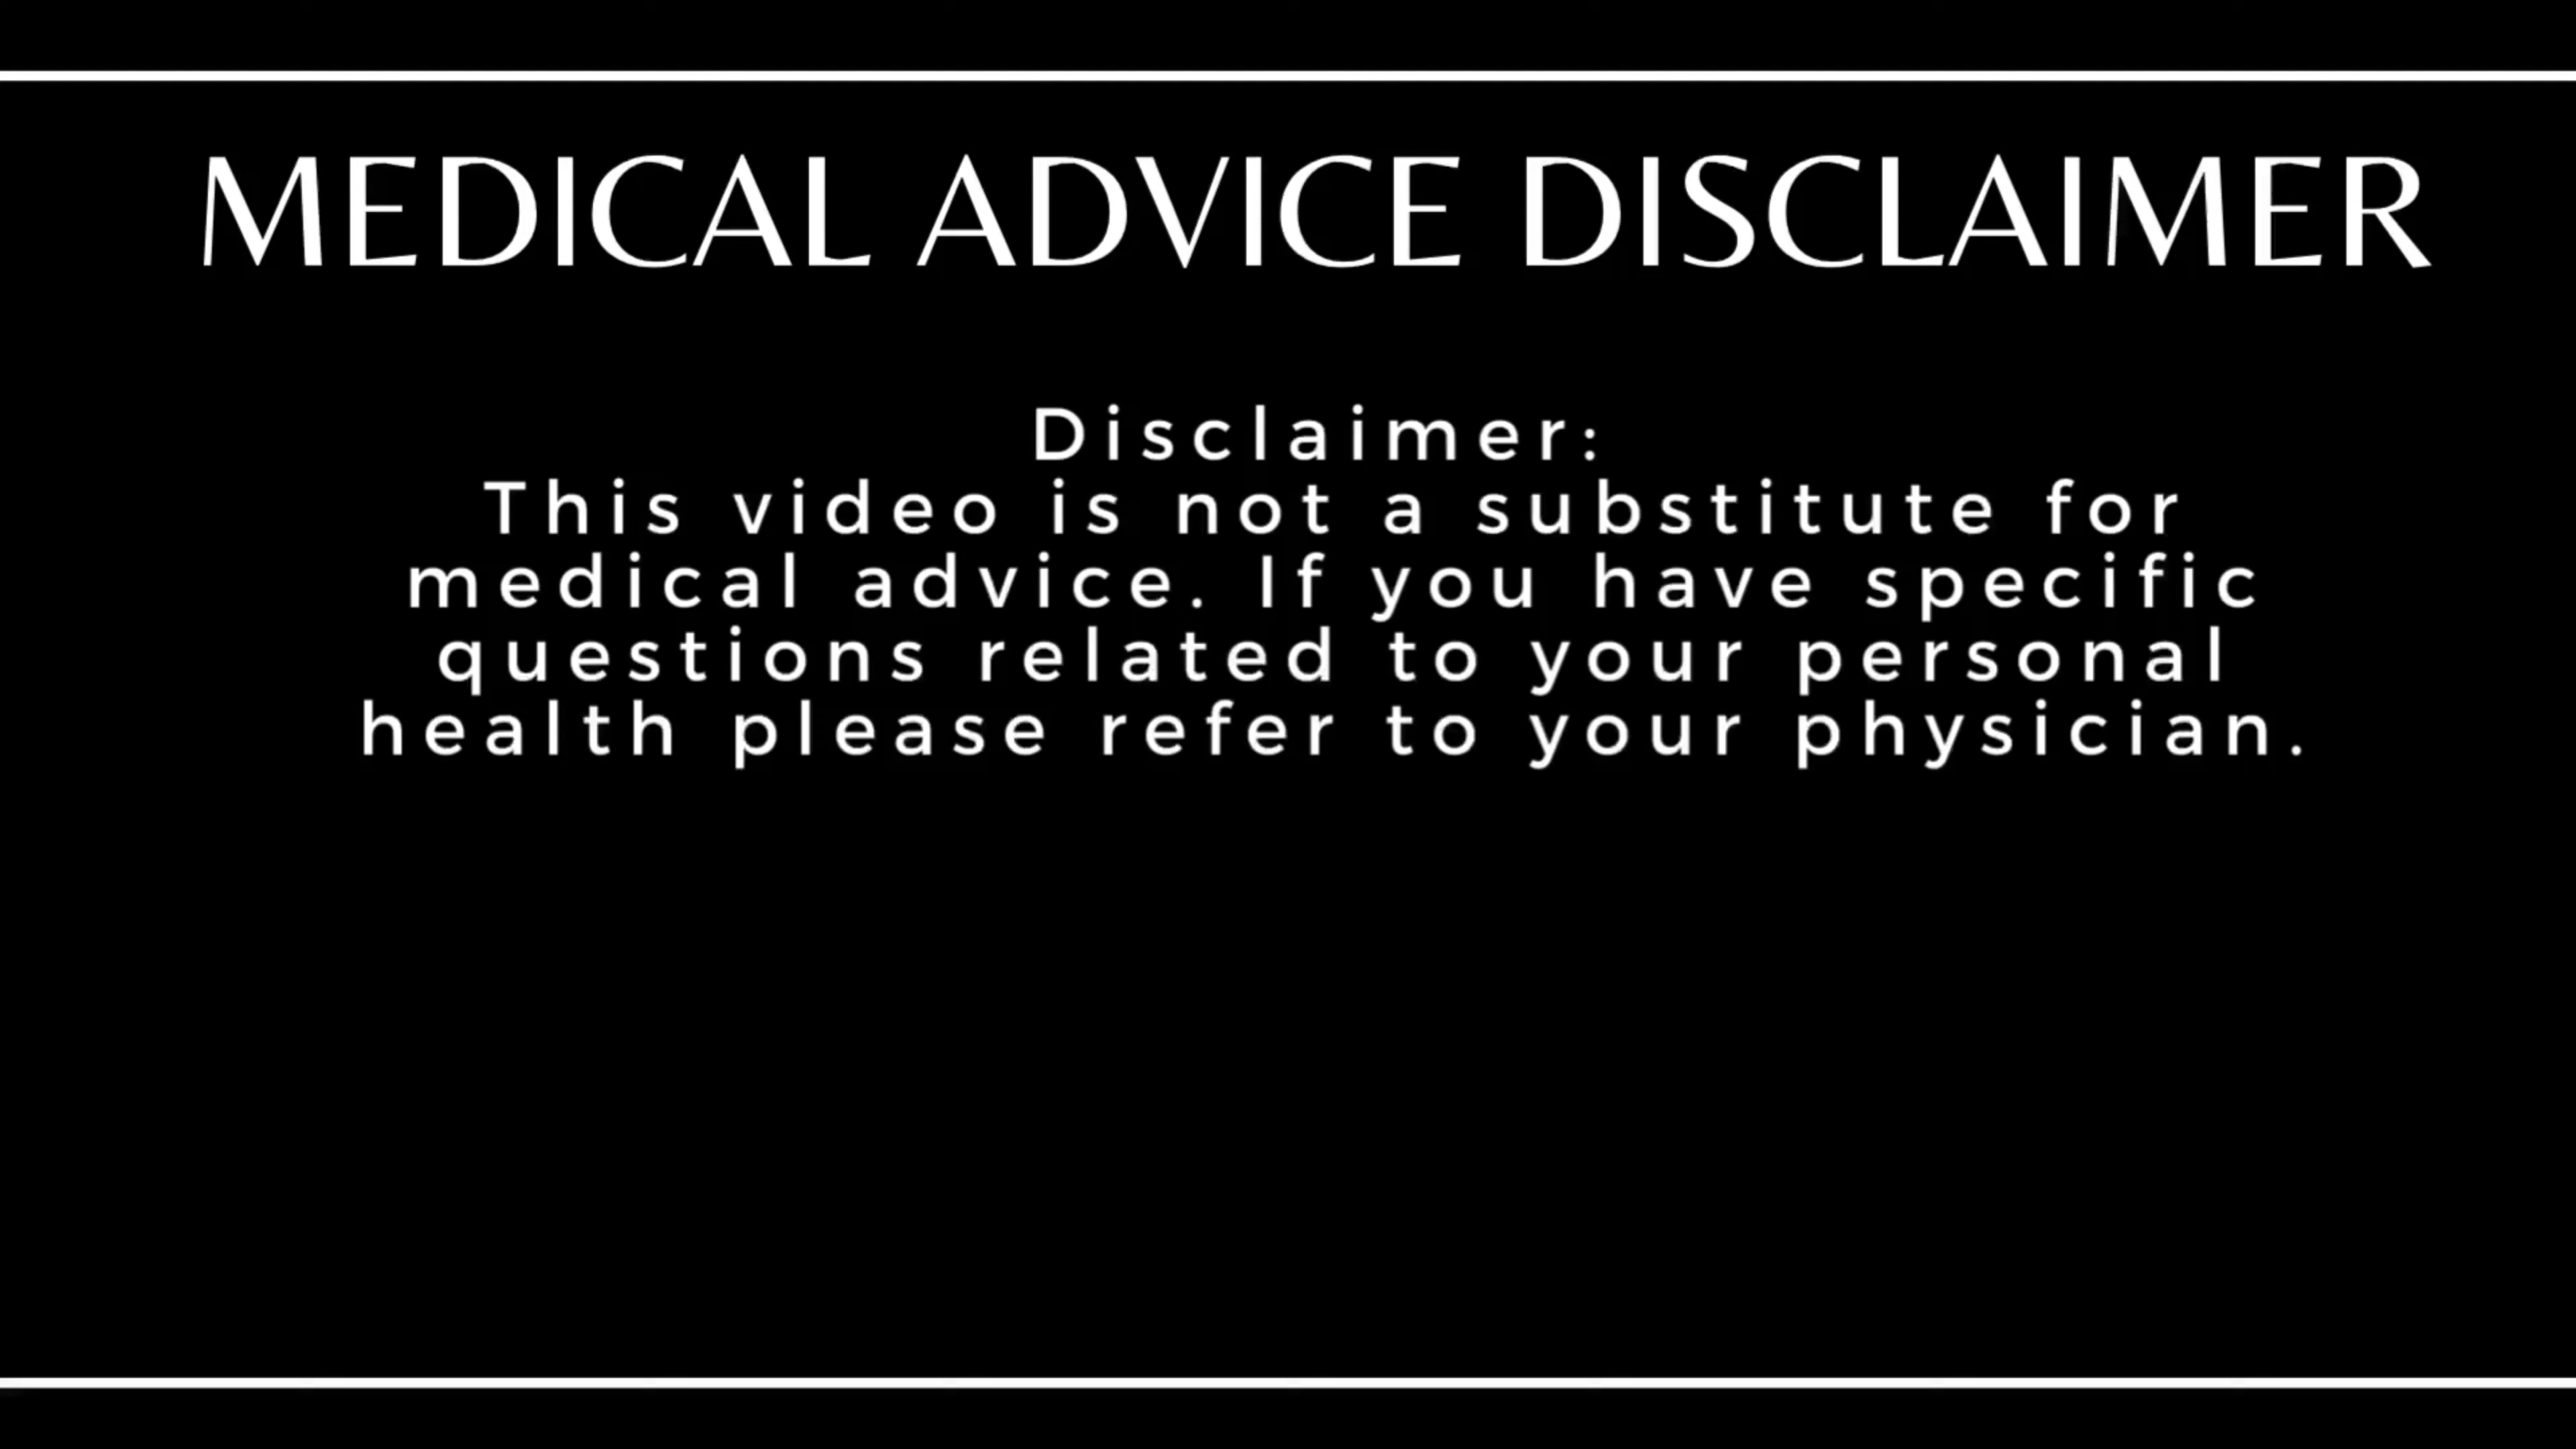 MEDICAL ADVICE DISCLAIMER
Disclaimer:
This video is not a substitute for
medical advice. If you have specific
questions related to your personal
health please refer to your physician.